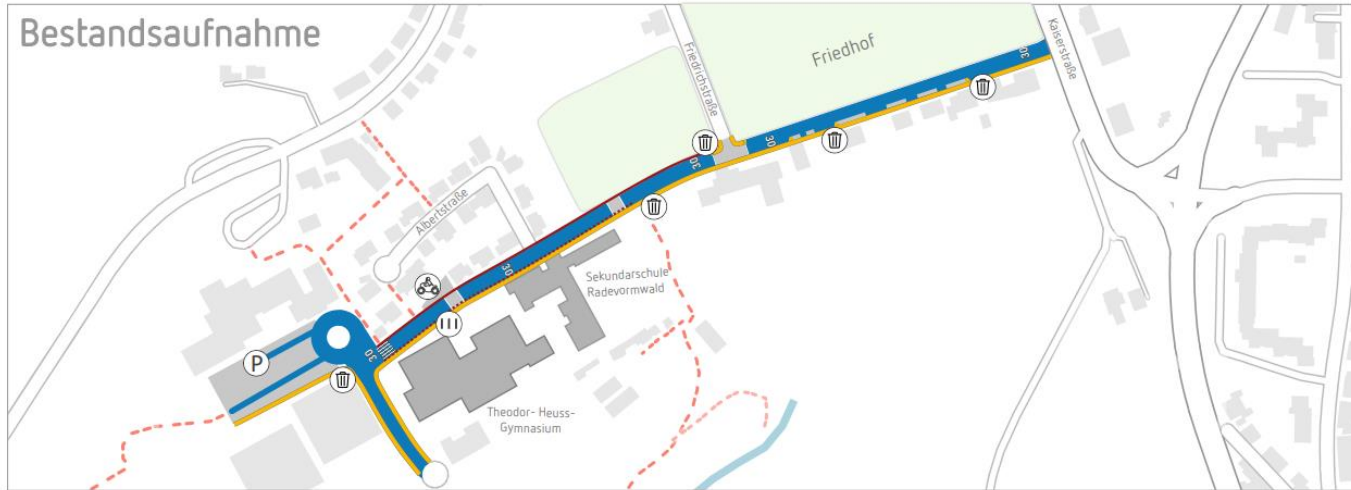 Bestandsaufnahme
Friedrichstraße
Friedhof
Kaiserstraße
30
30
30
Albertstraße
30
Sekundarschule
Radevormwald
30
P
Theodor- Heuss-
Gymnasium